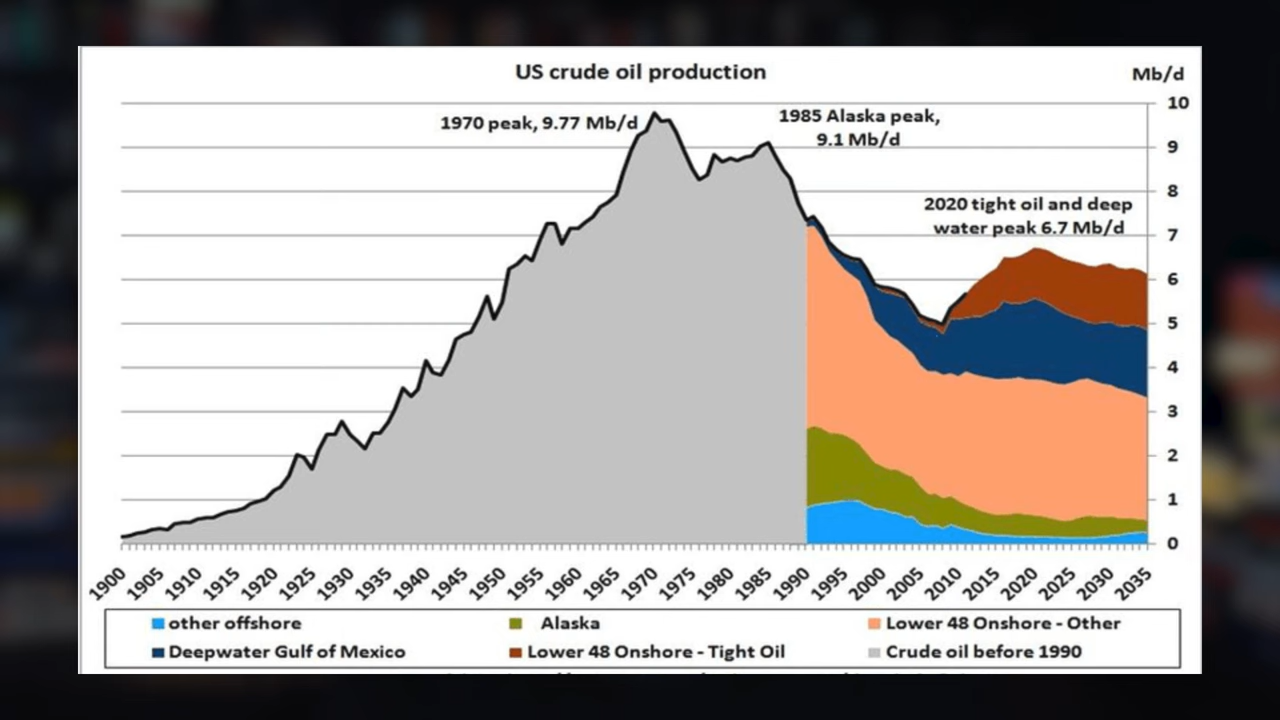 US crude oil production
Mb/d
1970 peak, 9.77 Mb/d
1985 Alaska peak,
9.1 Mb/d
2020 tight oil and deep
water peak 6.7 Mb/d
10
9
8
7
6
5
4
3
2
1
0
1900 1905 1910 1915 1920 1925 1930 1935 1940 1945 1950 1955 1960 1965 1970 1975 1980 1985 1990 1995 2000 2005 2010 2015 2020 2025 2030 2035
other offshore Alaska Lower 48 Onshore - Other
Deepwater Gulf of Mexico Lower 48 Onshore - Tight Oil Crude oil before 1990